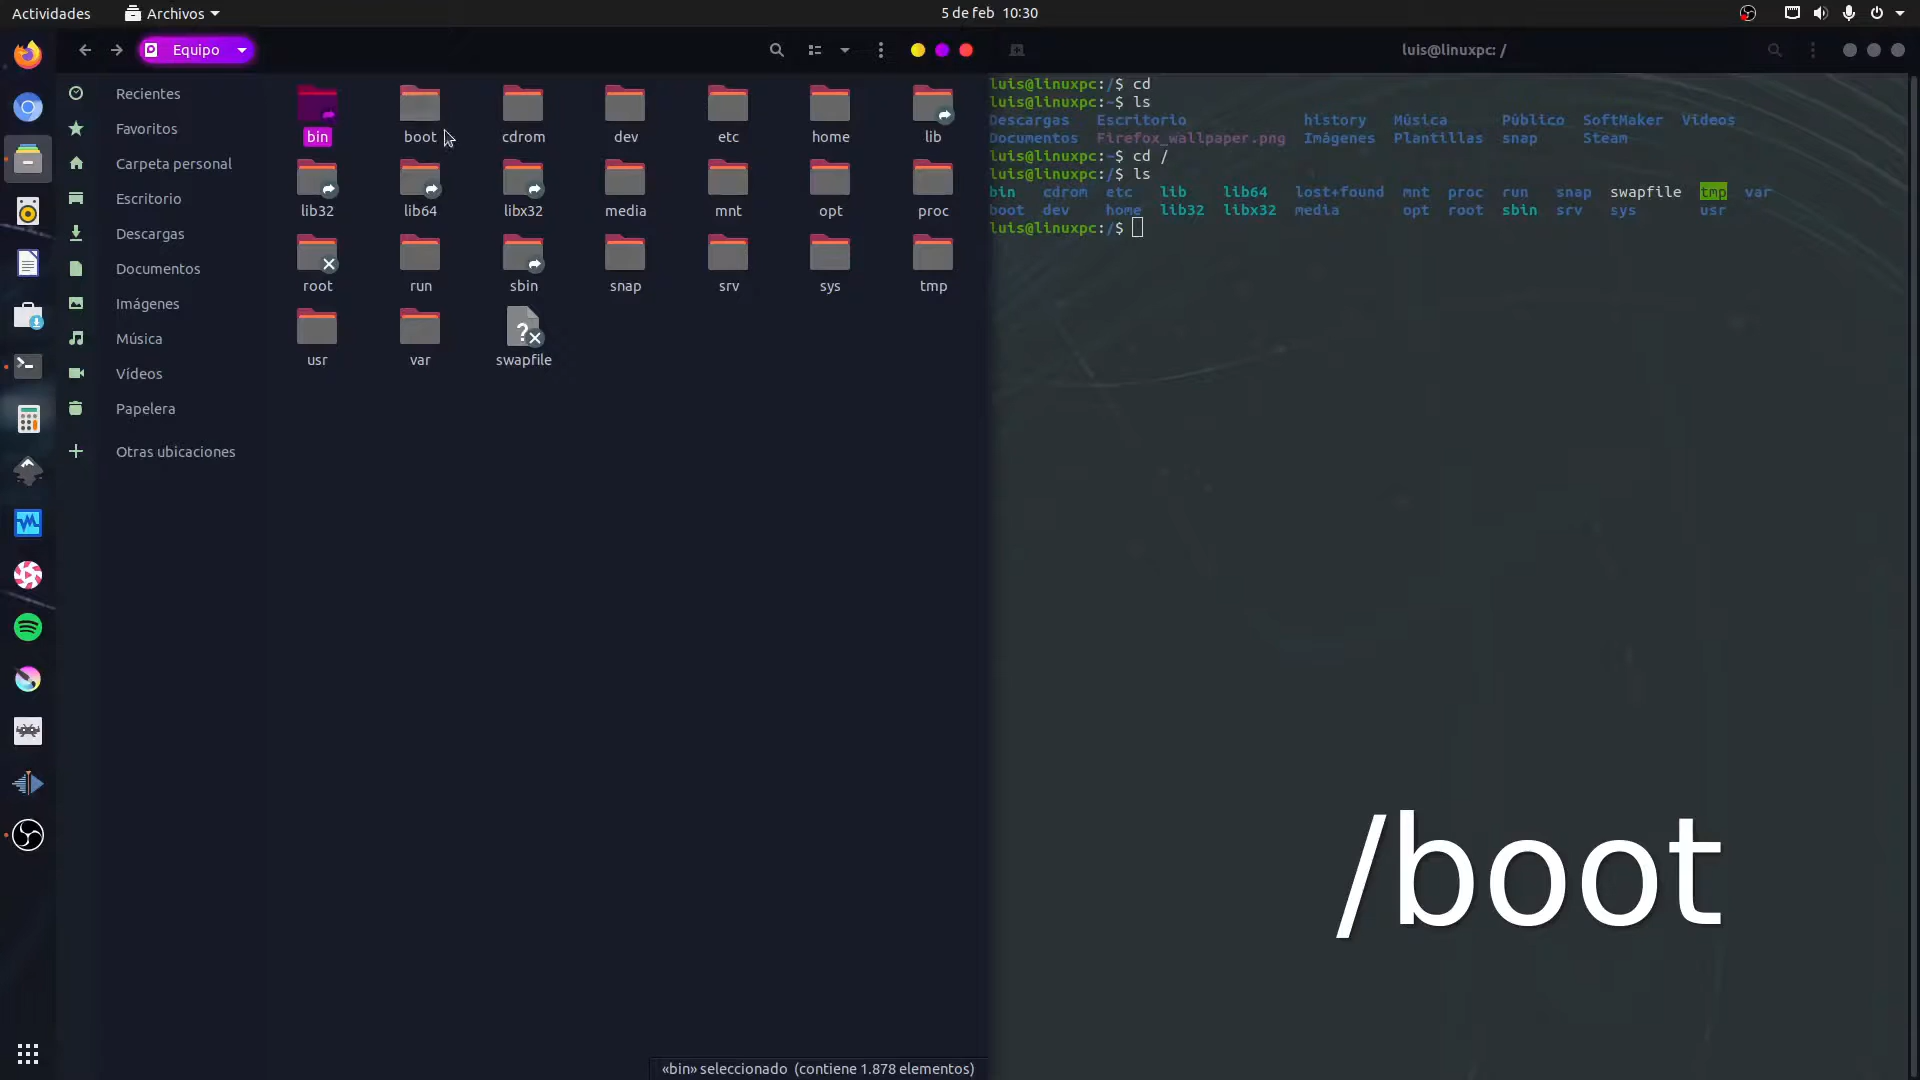 Actividades Archivos 5 de feb 10:30
Equipo
luis@linuxpc: /
Recientes
Favoritos
Carpeta personal
Escritorio
Descargas
Documentos
Imágenes
Música
Vídeos
Papelera
Otras ubicaciones
bin boot cdrom dev etc home lib
lib32 lib64 libx32 media mnt opt proc
root run sbin snap srv sys tmp
usr var swapfile
«bin» seleccionado (contiene 1.878 elementos)
luis@linuxpc:/$ cd
luis@linuxpc:~$ ls
Descargas Escritorio history Música Público SoftMaker Vídeos
Documentos Firefox_wallpaper.png Imágenes Plantillas snap Steam
luis@linuxpc:~$ cd /
luis@linuxpc:/$ ls
bin cdrom etc lib lib64 lost+found mnt proc run snap swapfile tmp var
boot dev home lib32 libx32 media opt root sbin srv sys usr
luis@linuxpc:/$
/boot